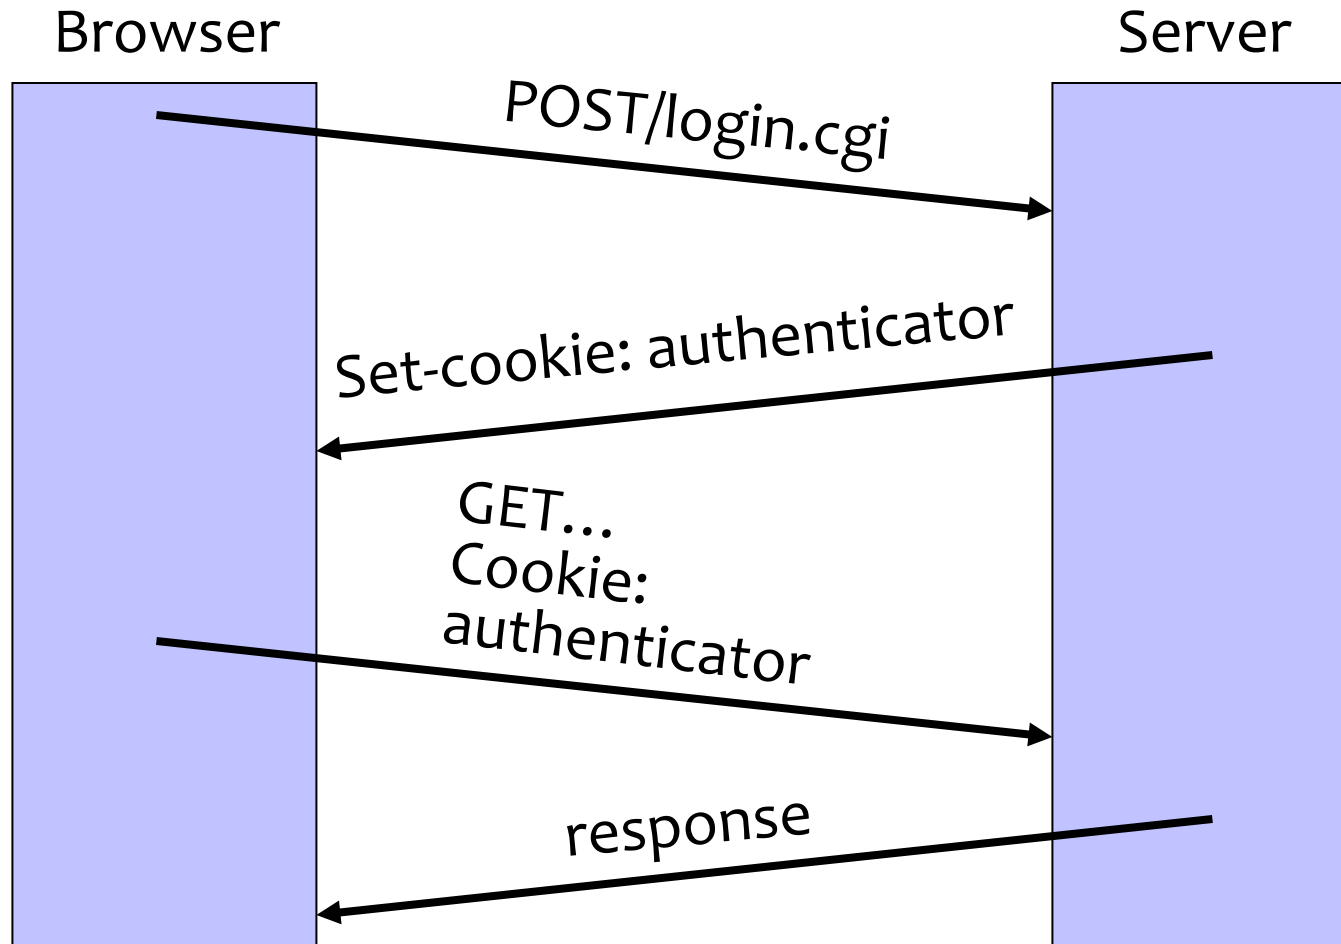 Browser
Server
POST/login.cgi
Set-cookie: authenticator
GET...
Cookie:
authenticator
response